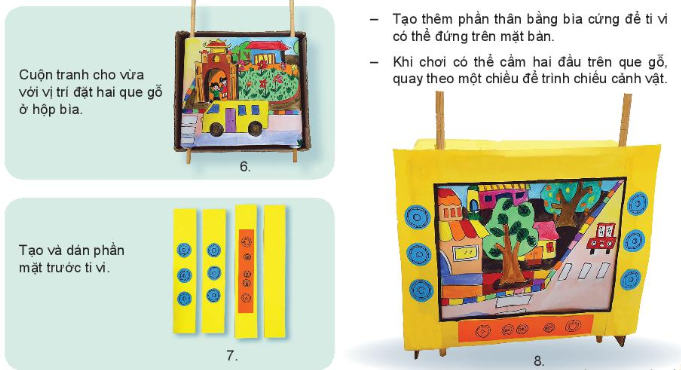 Cuộn tranh cho vừa
với vị trí đặt hai que gỗ
ở hộp bìa.
6.
Tạo và dán phần
mặt trước ti vi.
7.
– Tạo thêm phần thân bằng bìa cứng để ti vi
có thể đứng trên mặt bàn.
– Khi chơi có thể cầm hai đầu trên que gỗ,
quay theo một chiều để trình chiếu cảnh vật.
8.